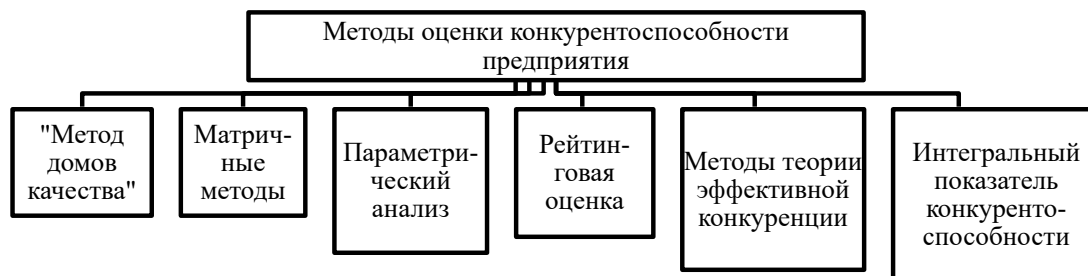 Методы оценки конкурентоспособности
предприятия
"Метод
домов
качества"
Матрич-
ные
методы
Параметри-
ческий
анализ
Рейтин-
говая
оценка
Методы теории
эффективной
конкуренции
Интегральный
показатель
конкуренто-
способности